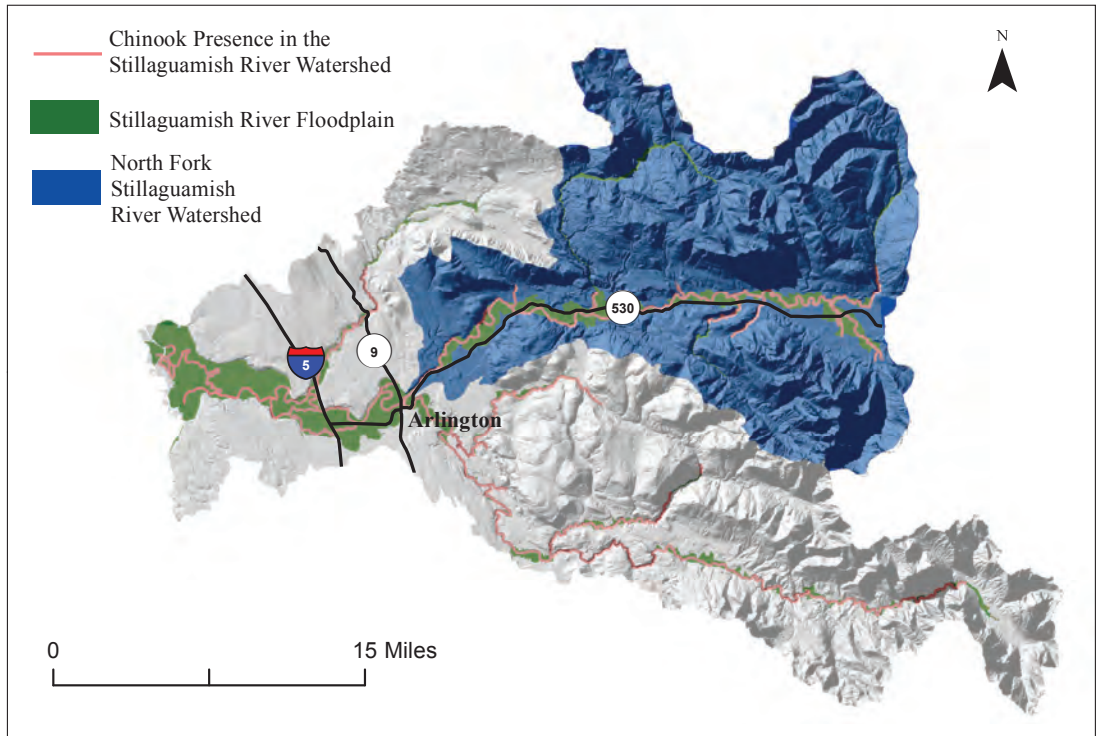 Chinook Presence in the
Stillaguamish River Watershed
N
Stillaguamish River Floodplain
North Fork
Stillaguamish
River Watershed
530
9
5
Arlington
0 15 Miles